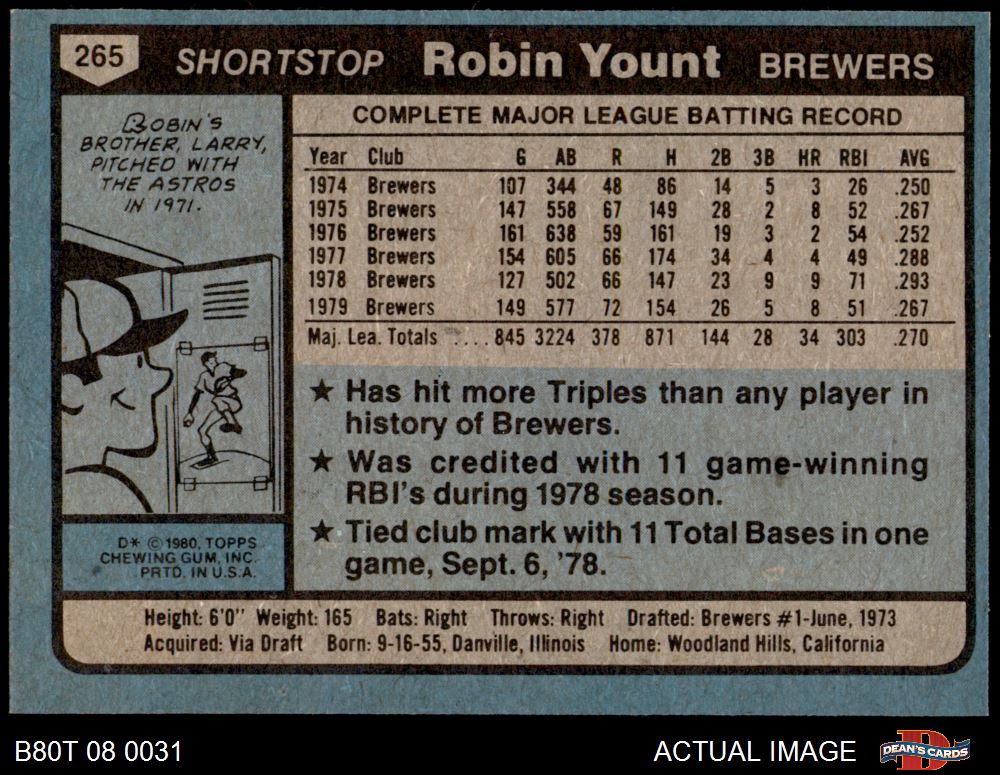 265 SHORTSTOP Robin Yount BREWERS
ROBIN'S
BROTHER, LARRY,
PITCHED WITH
THE ASTROS
IN 1971.
COMPLETE MAJOR LEAGUE BATTING RECORD
Year Club G AB R H 2B 3B HR RBI AVG
1974 Brewers 107 344 48 86 14 5 3 26 .250
1975 Brewers 147 558 67 149 28 2 8 52 .267
1976 Brewers 161 638 59 161 19 3 2 54 .252
1977 Brewers 154 605 66 174 34 4 4 49 .288
1978 Brewers 127 502 66 147 23 9 9 71 .293
1979 Brewers 149 577 72 154 26 5 8 51 .267
Maj. Lea. Totals .... 845 3224 378 871 144 28 34 303 .270
★ Has hit more Triples than any player in
history of Brewers.
★ Was credited with 11 game-winning
RBI's during 1978 season.
★ Tied club mark with 11 Total Bases in one
game, Sept. 6, '78.
D* © 1980, TOPPS
CHEWING GUM, INC.
PRTD. IN U.S.A.
Height: 6'0" Weight: 165 Bats: Right Throws: Right Drafted: Brewers #1-June, 1973
Acquired: Via Draft Born: 9-16-55, Danville, Illinois Home: Woodland Hills, California
B80T 08 0031 ACTUAL IMAGE DEAN'S CARDS